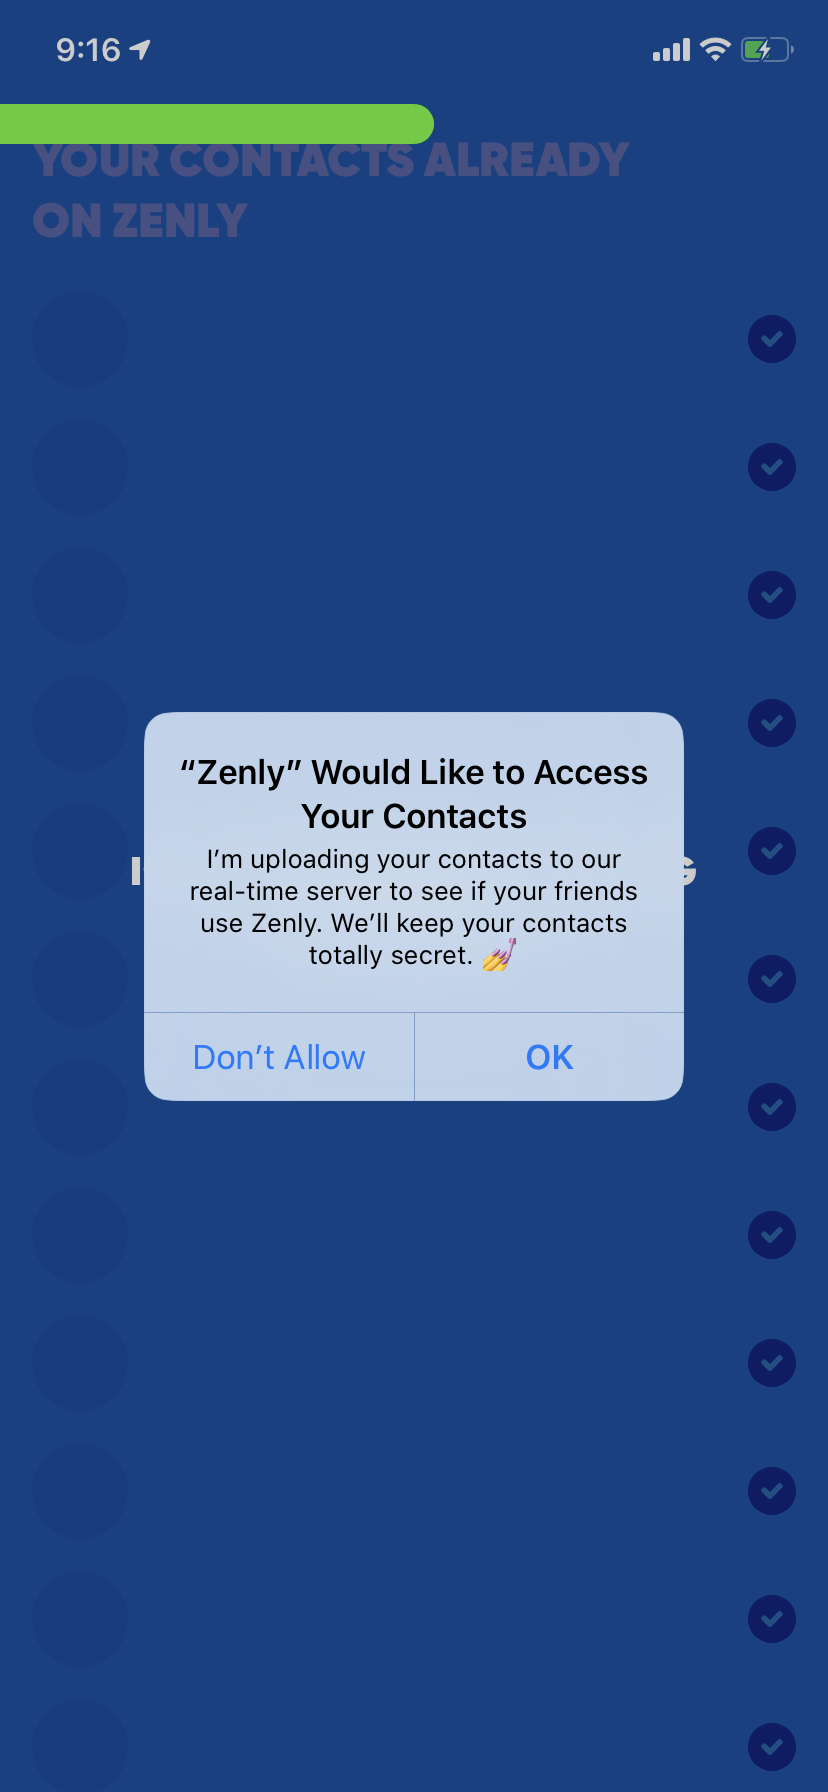 9:16
YOUR CONTACTS ALREADY
ON ZENLY
“Zenly” Would Like to Access
Your Contacts
I’m uploading your contacts to our
real-time server to see if your friends
use Zenly. We’ll keep your contacts
totally secret. 💅
Don’t Allow
OK